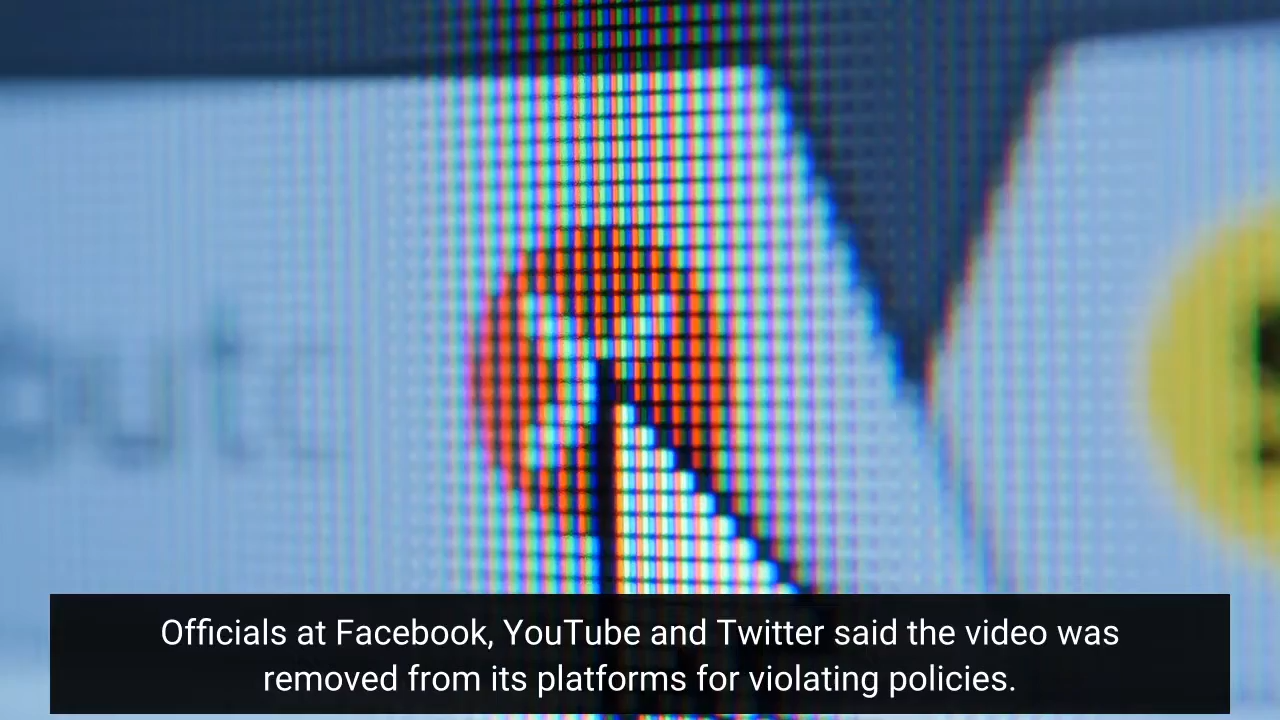 Officials at Facebook, YouTube and Twitter said the video was
removed from its platforms for violating policies.